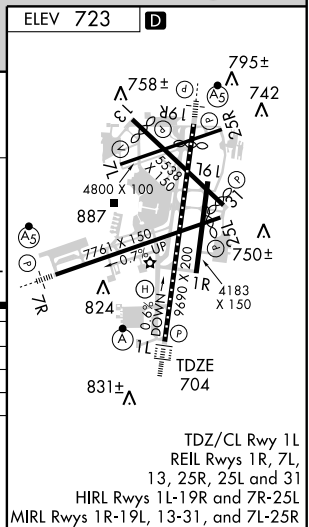 ELEV 723 D
795±
758±
A5
742
P
13
19R
25R
P
P
V
7L
5538 X 150
4800 X 100
19L
31
887
A5
7761 X 150
0.7% UP
25L
P
P
750±
7R
H
9690 X 200
1R
4183 X 150
824
0.6% DOWN
A
1L
P
TDZE 704
831±
TDZ/CL Rwy 1L
REIL Rwys 1R, 7L,
13, 25R, 25L and 31
HIRL Rwys 1L-19R and 7R-25L
MIRL Rwys 1R-19L, 13-31, and 7L-25R